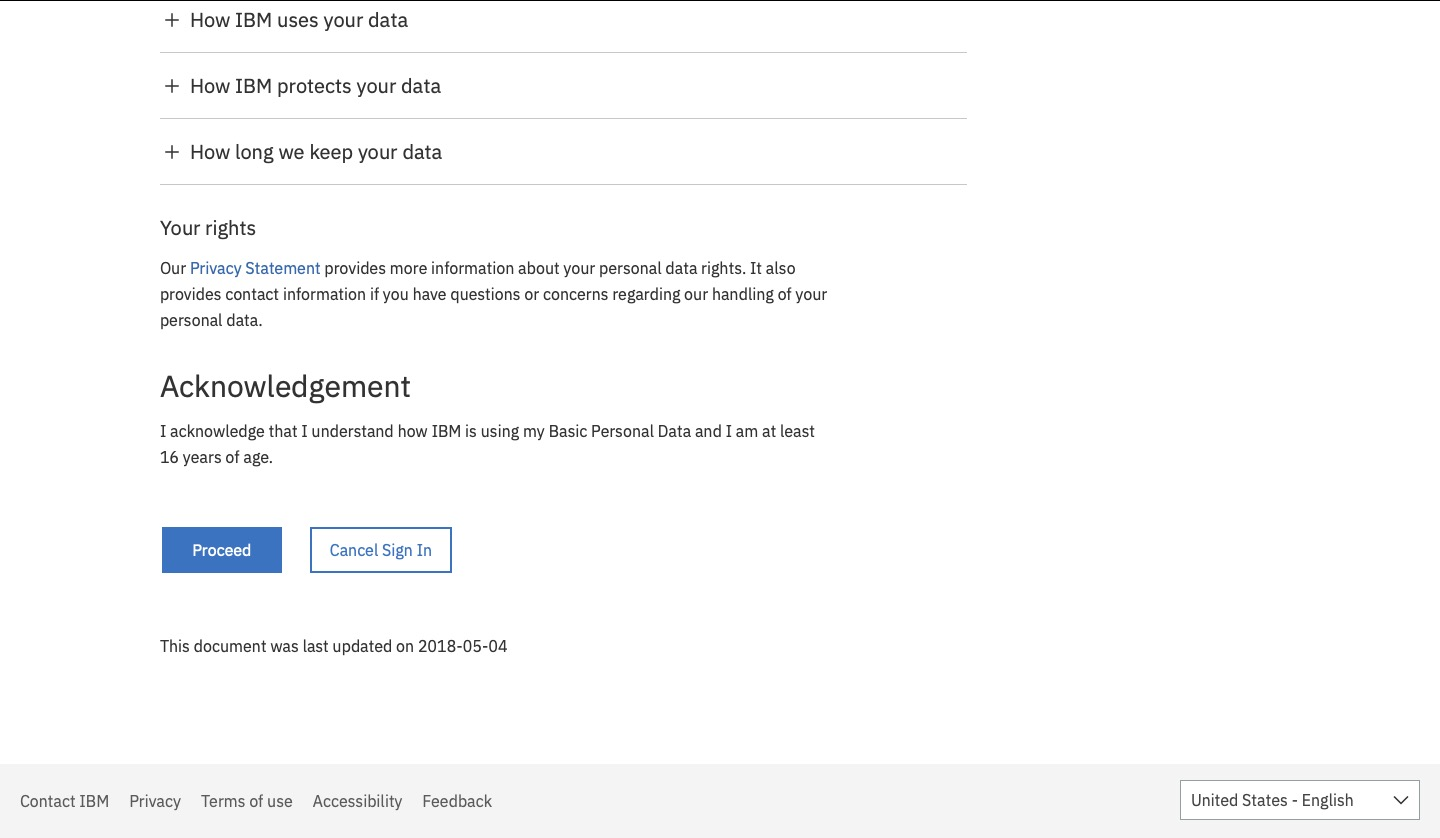 How IBM uses your data
How IBM protects your data
How long we keep your data
Your rights
Our Privacy Statement provides more information about your personal data rights. It also
provides contact information if you have questions or concerns regarding our handling of your
personal data.
Acknowledgement
I acknowledge that I understand how IBM is using my Basic Personal Data and I am at least
16 years of age.
Proceed
Cancel Sign In
This document was last updated on 2018-05-04
Contact IBM Privacy Terms of use Accessibility Feedback
United States - English